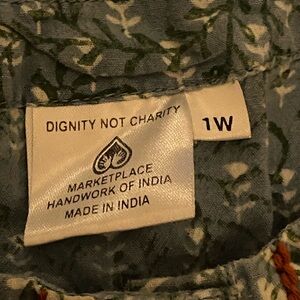 DIGNITY NOT CHARITY
1W
MARKETPLACE
HANDWORK OF INDIA
MADE IN INDIA